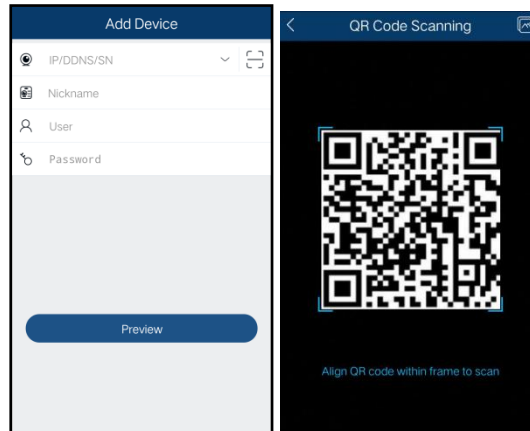 Add Device
IP/DDNS/SN
Nickname
User
Password
Preview
QR Code Scanning
Align QR code within frame to scan